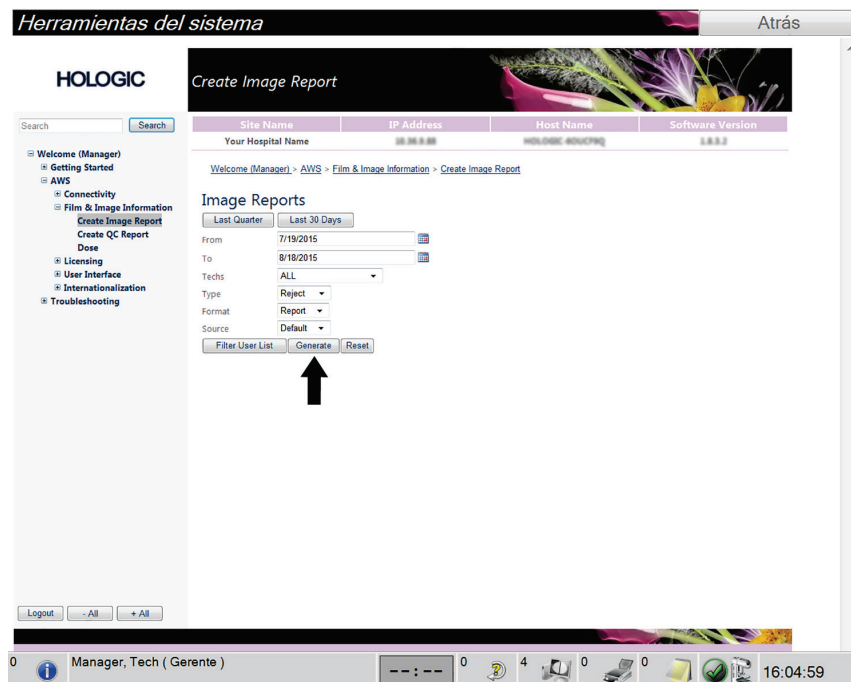 Herramientas del sistema
Atrás
HOLOGIC
Create Image Report
Search Search
Site Name IP Address Host Name Software Version
Your Hospital Name
Welcome (Manager)
Getting Started
AWS
Connectivity
Film & Image Information
Create Image Report
Create QC Report
Dose
Licensing
User Interface
Internationalization
Troubleshooting
Welcome (Manager) > AWS > Film & Image Information > Create Image Report
Image Reports
Last Quarter Last 30 Days
From 7/19/2015
To 8/18/2015
Techs ALL
Type Reject
Format Report
Source Default
Filter User List Generate Reset
Logout - All + All
0 Manager, Tech ( Gerente ) --:-- 0 4 0 0 16:04:59